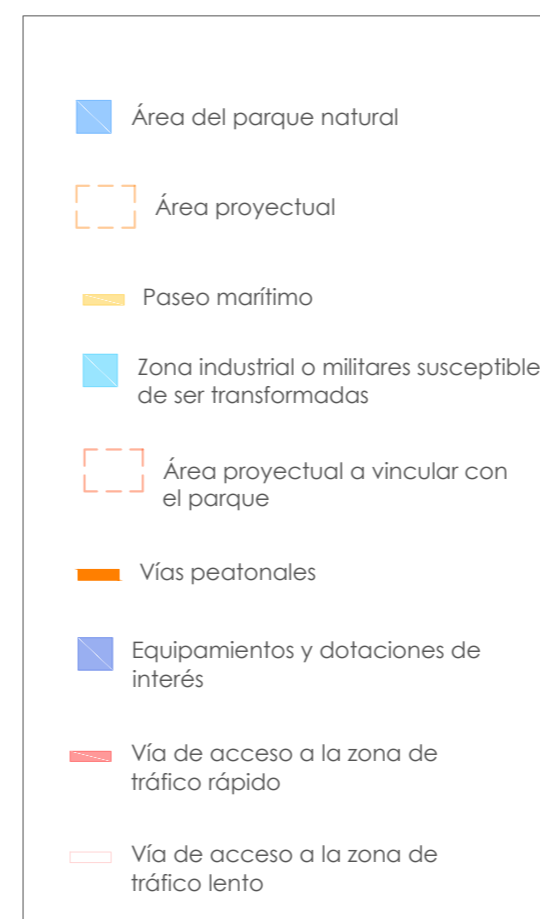 Área del parque natural
Área proyectual
Paseo marítimo
Zona industrial o militares susceptible
de ser transformadas
Área proyectual a vincular con
el parque
Vías peatonales
Equipamientos y dotaciones de
interés
Vía de acceso a la zona de
tráfico rápido
Vía de acceso a la zona de
tráfico lento